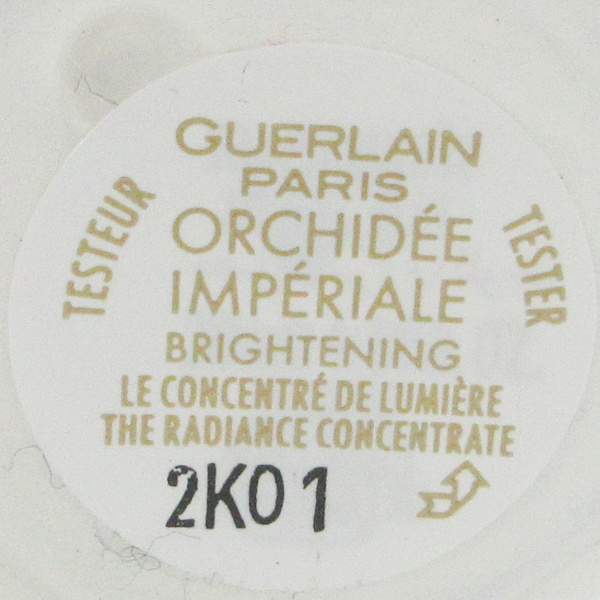 GUERLAIN
PARIS
TESTEUR
ORCHIDÉE
TESTER
IMPÉRIALE
BRIGHTENING
LE CONCENTRÉ DE LUMIÈRE
THE RADIANCE CONCENTRATE
2K01